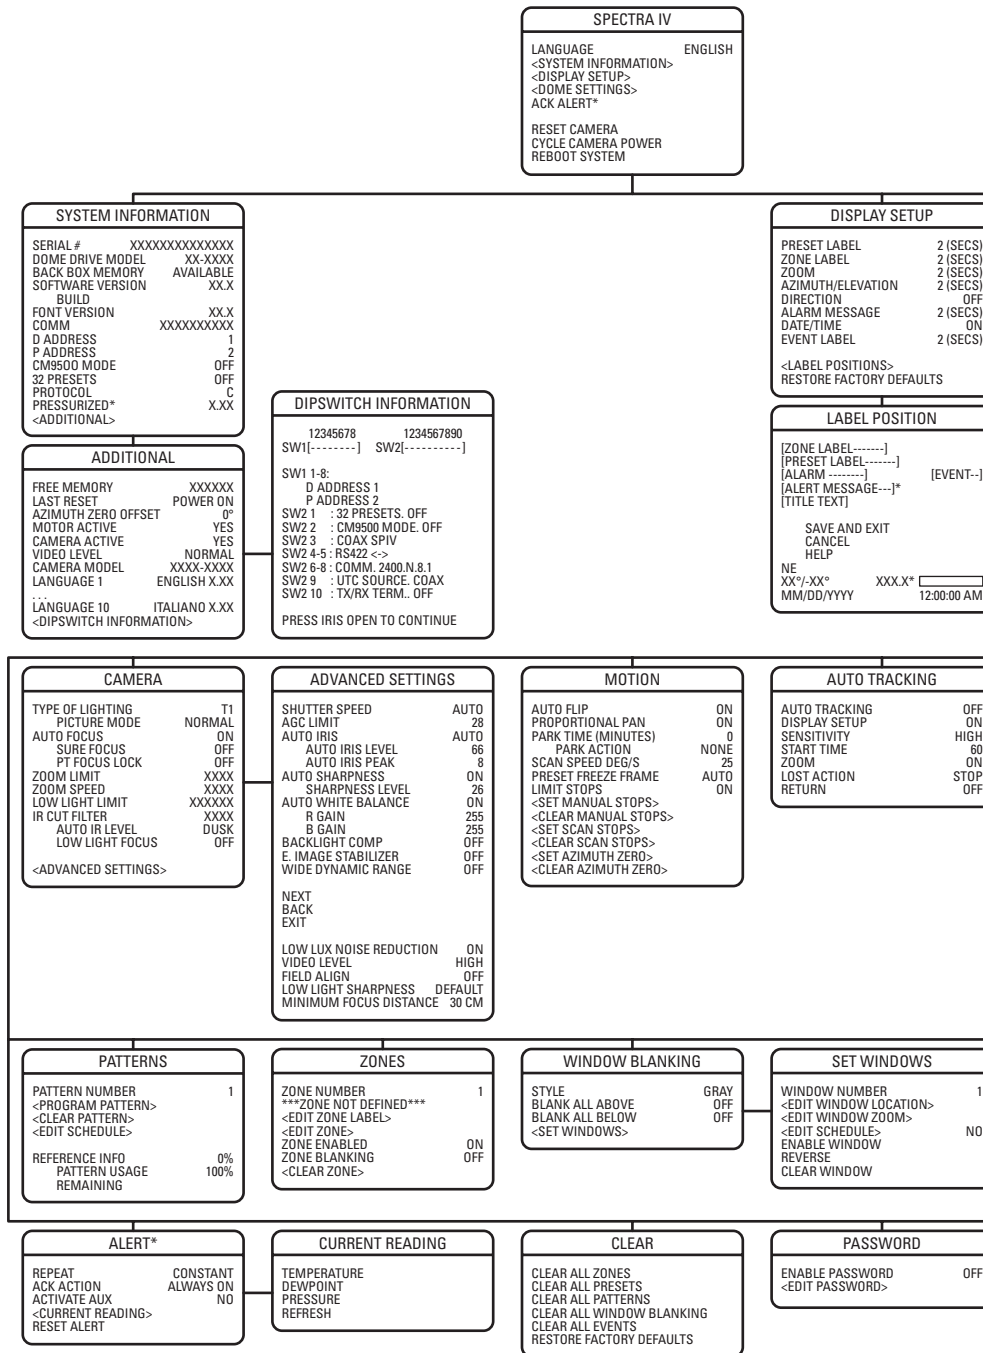 SPECTRA IV
LANGUAGE ENGLISH
<SYSTEM INFORMATION>
<DISPLAY SETUP>
<DOME SETTINGS>
ACK ALERT*
RESET CAMERA
CYCLE CAMERA POWER
REBOOT SYSTEM
SYSTEM INFORMATION
SERIAL # XXXXXXXXXXXXXX
DOME DRIVE MODEL XX-XXXX
BACK BOX MEMORY AVAILABLE
SOFTWARE VERSION XX.X
BUILD
FONT VERSION XX.X
COMM XXXXXXXXXX
D ADDRESS 1
P ADDRESS 2
CM9500 MODE OFF
32 PRESETS OFF
PROTOCOL C
PRESSURIZED* X.XX
<ADDITIONAL>
DISPLAY SETUP
PRESET LABEL 2 (SECS)
ZONE LABEL 2 (SECS)
ZOOM 2 (SECS)
AZIMUTH/ELEVATION 2 (SECS)
DIRECTION OFF
ALARM MESSAGE 2 (SECS)
DATE/TIME ON
EVENT LABEL 2 (SECS)
<LABEL POSITIONS>
RESTORE FACTORY DEFAULTS
ADDITIONAL
FREE MEMORY XXXXXX
LAST RESET POWER ON
AZIMUTH ZERO OFFSET 0°
MOTOR ACTIVE YES
CAMERA ACTIVE YES
VIDEO LEVEL NORMAL
CAMERA MODEL XXXX-XXXX
LANGUAGE 1 ENGLISH X.XX
. . .
LANGUAGE 10 ITALIANO X.XX
<DIPSWITCH INFORMATION>
DIPSWITCH INFORMATION
12345678 1234567890
SW1[--------] SW2[----------]
SW1 1-8:
D ADDRESS 1
P ADDRESS 2
SW2 1 : 32 PRESETS. OFF
SW2 2 : CM9500 MODE. OFF
SW2 3 : COAX SPIV
SW2 4-5 : RS422 <->
SW2 6-8 : COMM. 2400.N.8.1
SW2 9 : UTC SOURCE. COAX
SW2 10 : TX/RX TERM.. OFF
PRESS IRIS OPEN TO CONTINUE
LABEL POSITION
[ZONE LABEL-------]
[PRESET LABEL-------]
[ALARM --------] [EVENT--]
[ALERT MESSAGE---]*
[TITLE TEXT]
SAVE AND EXIT
CANCEL
HELP
NE
XX°/-XX° XXX.X*
MM/DD/YYYY 12:00:00 AM
CAMERA
TYPE OF LIGHTING T1
PICTURE MODE NORMAL
AUTO FOCUS ON
SURE FOCUS OFF
PT FOCUS LOCK OFF
ZOOM LIMIT XXXX
ZOOM SPEED XXXX
LOW LIGHT LIMIT XXXXXX
IR CUT FILTER XXXX
AUTO IR LEVEL DUSK
LOW LIGHT FOCUS OFF
<ADVANCED SETTINGS>
ADVANCED SETTINGS
SHUTTER SPEED AUTO
AGC LIMIT 28
AUTO IRIS AUTO
AUTO IRIS LEVEL 66
AUTO IRIS PEAK 8
AUTO SHARPNESS ON
SHARPNESS LEVEL 26
AUTO WHITE BALANCE ON
R GAIN 255
B GAIN 255
BACKLIGHT COMP OFF
E. IMAGE STABILIZER OFF
WIDE DYNAMIC RANGE OFF
NEXT
BACK
EXIT
LOW LUX NOISE REDUCTION ON
VIDEO LEVEL HIGH
FIELD ALIGN OFF
LOW LIGHT SHARPNESS DEFAULT
MINIMUM FOCUS DISTANCE 30 CM
MOTION
AUTO FLIP ON
PROPORTIONAL PAN ON
PARK TIME (MINUTES) 0
PARK ACTION NONE
SCAN SPEED DEG/S 25
PRESET FREEZE FRAME AUTO
LIMIT STOPS ON
<SET MANUAL STOPS>
<CLEAR MANUAL STOPS>
<SET SCAN STOPS>
<CLEAR SCAN STOPS>
<SET AZIMUTH ZERO>
<CLEAR AZIMUTH ZERO>
AUTO TRACKING
AUTO TRACKING OFF
DISPLAY SETUP ON
SENSITIVITY HIGH
START TIME 60
ZOOM ON
LOST ACTION STOP
RETURN OFF
PATTERNS
PATTERN NUMBER 1
<PROGRAM PATTERN>
<CLEAR PATTERN>
<EDIT SCHEDULE>
REFERENCE INFO 0%
PATTERN USAGE 100%
REMAINING
ZONES
ZONE NUMBER 1
***ZONE NOT DEFINED***
<EDIT ZONE LABEL>
<EDIT ZONE>
ZONE ENABLED ON
ZONE BLANKING OFF
<CLEAR ZONE>
WINDOW BLANKING
STYLE GRAY
BLANK ALL ABOVE OFF
BLANK ALL BELOW OFF
<SET WINDOWS>
SET WINDOWS
WINDOW NUMBER 1
<EDIT WINDOW LOCATION>
<EDIT WINDOW ZOOM>
<EDIT SCHEDULE> NO
ENABLE WINDOW
REVERSE
CLEAR WINDOW
ALERT*
REPEAT CONSTANT
ACK ACTION ALWAYS ON
ACTIVATE AUX NO
<CURRENT READING>
RESET ALERT
CURRENT READING
TEMPERATURE
DEWPOINT
PRESSURE
REFRESH
CLEAR
CLEAR ALL ZONES
CLEAR ALL PRESETS
CLEAR ALL PATTERNS
CLEAR ALL WINDOW BLANKING
CLEAR ALL EVENTS
RESTORE FACTORY DEFAULTS
PASSWORD
ENABLE PASSWORD OFF
<EDIT PASSWORD>